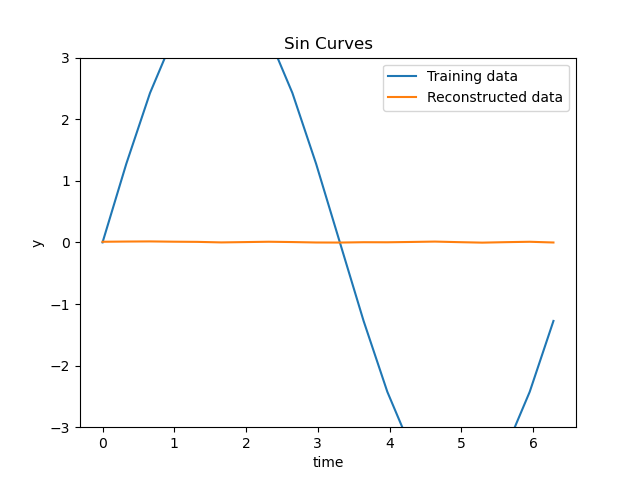 Sin Curves
Training data
Reconstructed data
3
2
1
0
−1
−2
−3
y
0
1
2
3
4
5
6
time